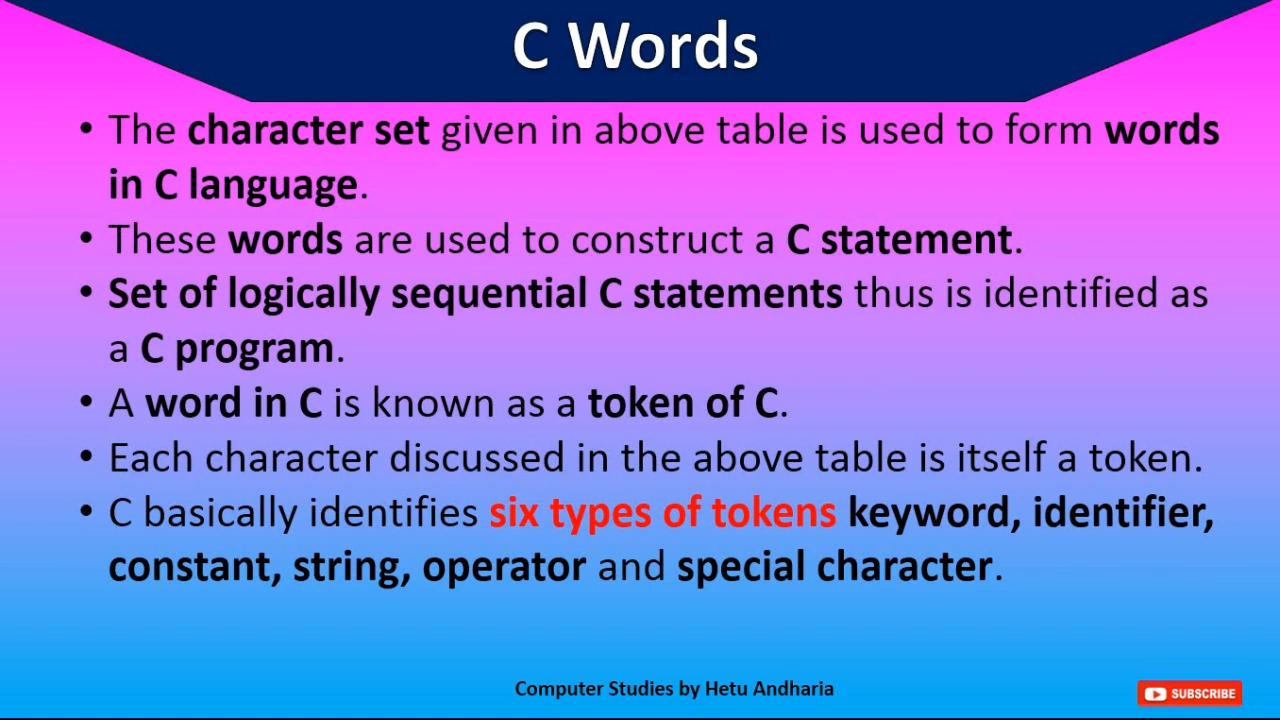 C Words
• The character set given in above table is used to form words
in C language.
• These words are used to construct a C statement.
• Set of logically sequential C statements thus is identified as
a C program.
• A word in C is known as a token of C.
• Each character discussed in the above table is itself a token.
• C basically identifies six types of tokens keyword, identifier,
constant, string, operator and special character.
Computer Studies by Hetu Andharia
SUBSCRIBE